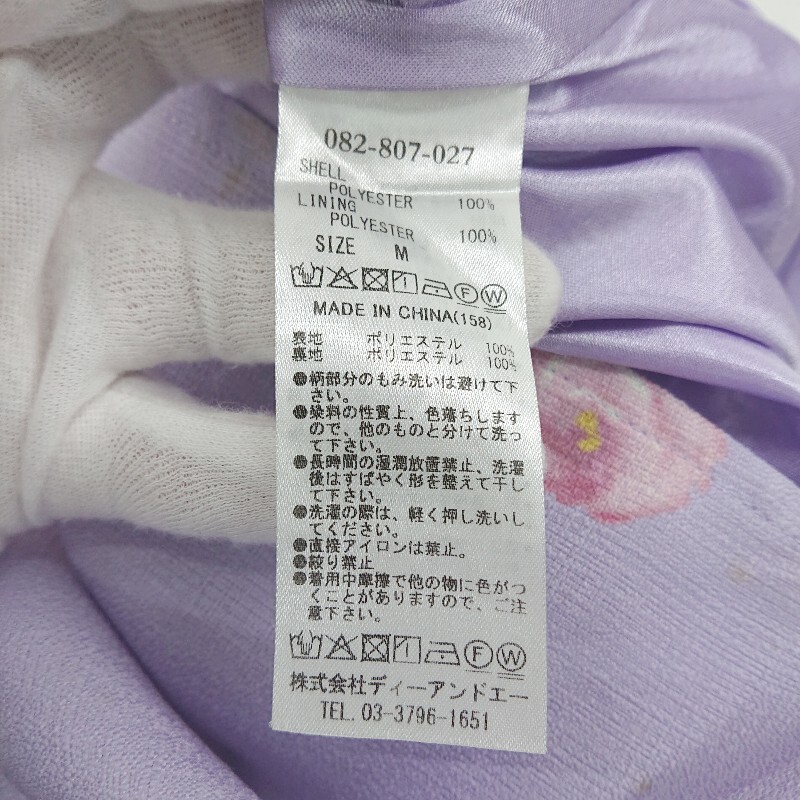 082-807-027
SHELL
POLYESTER 100%
LINING
POLYESTER 100%
SIZE M
F W
MADE IN CHINA(158)
表地 ポリエステル 100%
裏地 ポリエステル 100%
●柄部分のもみ洗いは避けて下
さい。
●染料の性質上、色落ちします
ので、他のものと分けて洗っ
て下さい。
●長時間の湿潤放置禁止、洗濯
後はすばやく形を整えて干し
て下さい。
●洗濯の際は、軽く押し洗いし
てください。
●直接アイロンは禁止。
●絞り禁止
●着用中摩擦で他の物に色がつ
くことがありますので、ご注
意下さい。
F W
株式会社ディーアンドエー
TEL. 03-3796-1651